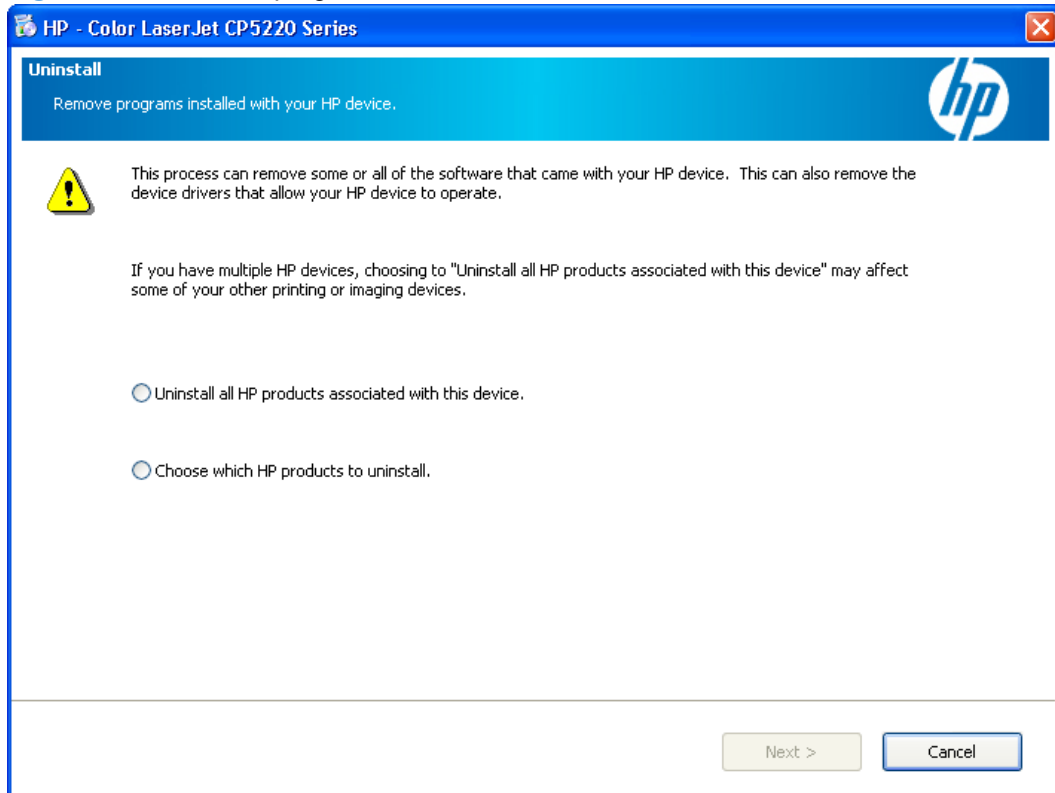 HP - Color LaserJet CP5220 Series
Uninstall
Remove programs installed with your HP device.
hp
This process can remove some or all of the software that came with your HP device. This can also remove the
device drivers that allow your HP device to operate.
If you have multiple HP devices, choosing to "Uninstall all HP products associated with this device" may affect
some of your other printing or imaging devices.
Uninstall all HP products associated with this device.
Choose which HP products to uninstall.
Next >
Cancel